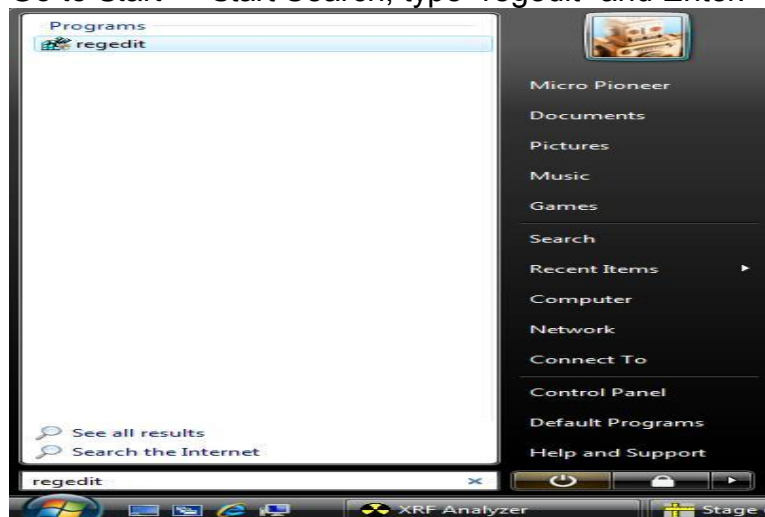 Go to Start Start Search, type "regedit" and Enter.
Programs
regedit
See all results
Search the Internet
regedit
Micro Pioneer
Documents
Pictures
Music
Games
Search
Recent Items
Computer
Network
Connect To
Control Panel
Default Programs
Help and Support
XRF Analyzer
Stage